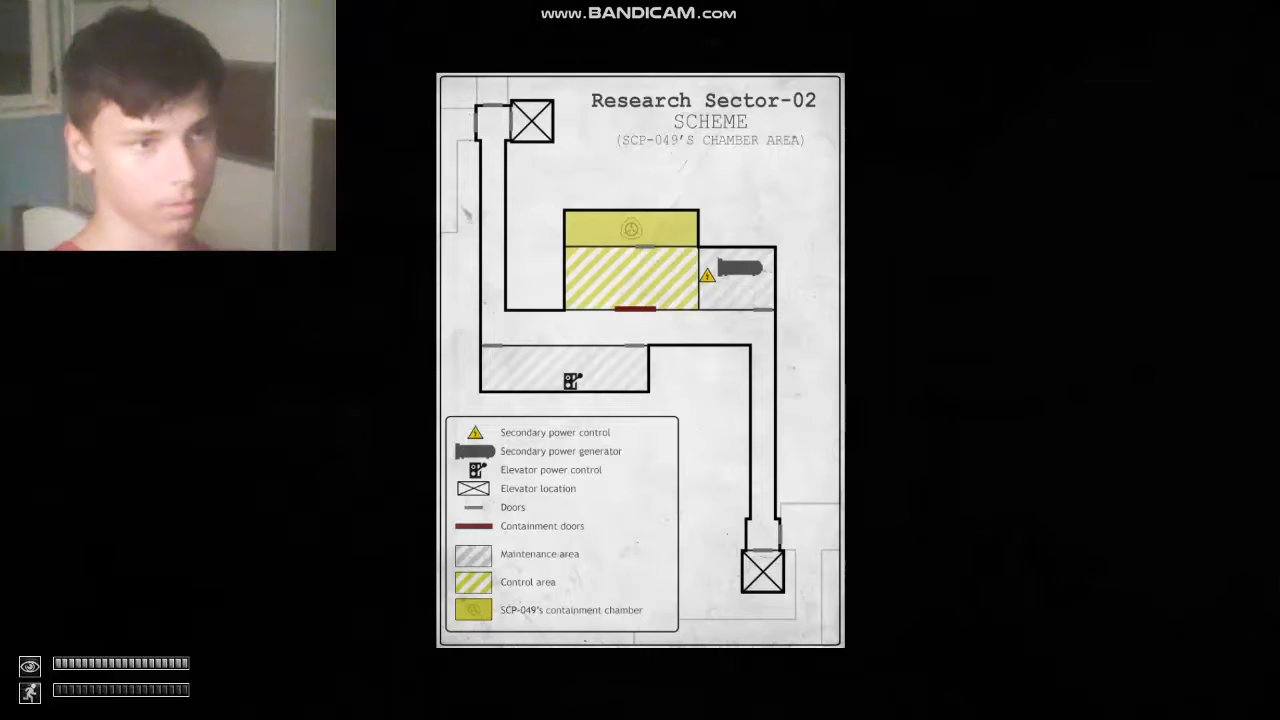 www.BANDICAM.com
Research Sector-02
SCHEME
(SCP-049'S CHAMBER AREA)
Secondary power control
Secondary power generator
Elevator power control
Elevator location
Doors
Containment doors
Maintenance area
Control area
SCP-049's containment chamber